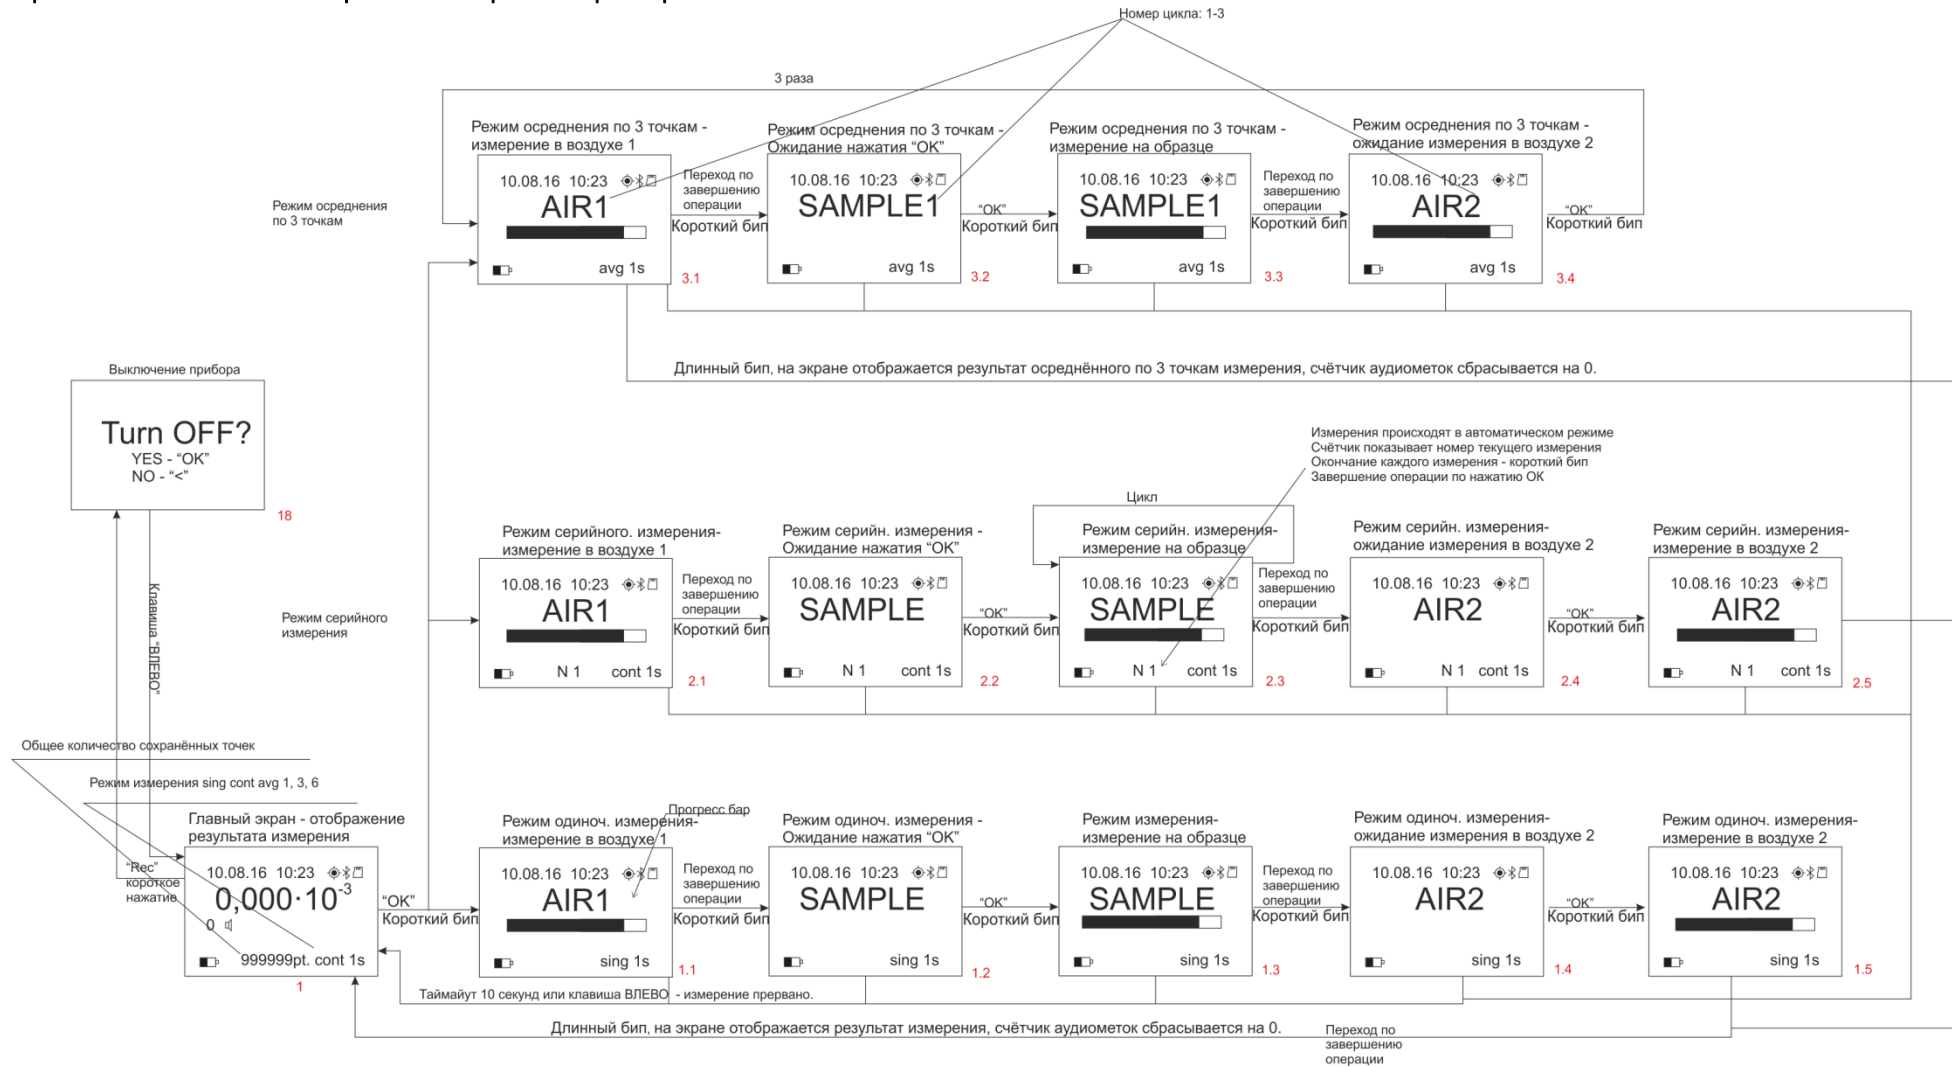 Номер цикла: 1-3
3 раза
Режим осреднения по 3 точкам -
измерение в воздухе 1
Режим осреднения по 3 точкам -
Ожидание нажатия “OK”
Режим осреднения по 3 точкам -
измерение на образце
Режим осреднения по 3 точкам -
ожидание измерения в воздухе 2
Режим осреднения
по 3 точкам
10.08.16 10:23
AIR1
avg 1s
3.1
Переход по
завершению
операции
Короткий бип
10.08.16 10:23
SAMPLE1
avg 1s
3.2
“OK”
Короткий бип
10.08.16 10:23
SAMPLE1
avg 1s
3.3
Переход по
завершению
операции
Короткий бип
10.08.16 10:23
AIR2
avg 1s
3.4
“OK”
Короткий бип
Длинный бип, на экране отображается результат осреднённого по 3 точкам измерения, счётчик аудиометок сбрасывается на 0.
Выключение прибора
Turn OFF?
YES - “OK”
NO - “<”
18
Клавиша “ВЛЕВО”
Измерения происходят в автоматическом режиме
Счётчик показывает номер текущего измерения
Окончание каждого измерения - короткий бип
Завершение операции по нажатию ОК
Цикл
Режим серийного. измерения-
измерение в воздухе 1
Режим серийн. измерения -
Ожидание нажатия “OK”
Режим серийн. измерения-
измерение на образце
Режим серийн. измерения-
ожидание измерения в воздухе 2
Режим серийн. измерения-
измерение в воздухе 2
Режим серийного
измерения
10.08.16 10:23
AIR1
N 1 cont 1s
2.1
Переход по
завершению
операции
Короткий бип
10.08.16 10:23
SAMPLE
N 1 cont 1s
2.2
“OK”
Короткий бип
10.08.16 10:23
SAMPLE
N 1 cont 1s
2.3
Переход по
завершению
операции
Короткий бип
10.08.16 10:23
AIR2
N 1 cont 1s
2.4
“OK”
Короткий бип
10.08.16 10:23
AIR2
N 1 cont 1s
2.5
Общее количество сохранённых точек
Режим измерения sing cont avg 1, 3, 6
Главный экран - отображение
результата измерения
“Rec”
короткое
нажатие
10.08.16 10:23
0,000·10-3
0
999999pt. cont 1s
1
“OK”
Короткий бип
Прогресс бар
Режим одиноч. измерения-
измерение в воздухе 1
Режим одиноч. измерения -
Ожидание нажатия “OK”
Режим измерения-
измерение на образце
Режим одиноч. измерения-
ожидание измерения в воздухе 2
Режим одиноч. измерения-
измерение в воздухе 2
10.08.16 10:23
AIR1
sing 1s
1.1
Переход по
завершению
операции
Короткий бип
10.08.16 10:23
SAMPLE
sing 1s
1.2
“OK”
Короткий бип
10.08.16 10:23
SAMPLE
sing 1s
1.3
Переход по
завершению
операции
Короткий бип
10.08.16 10:23
AIR2
sing 1s
1.4
“OK”
Короткий бип
10.08.16 10:23
AIR2
sing 1s
1.5
Таймайут 10 секунд или клавиша ВЛЕВО - измерение прервано.
Длинный бип, на экране отображается результат измерения, счётчик аудиометок сбрасывается на 0.
Переход по
завершению
операции